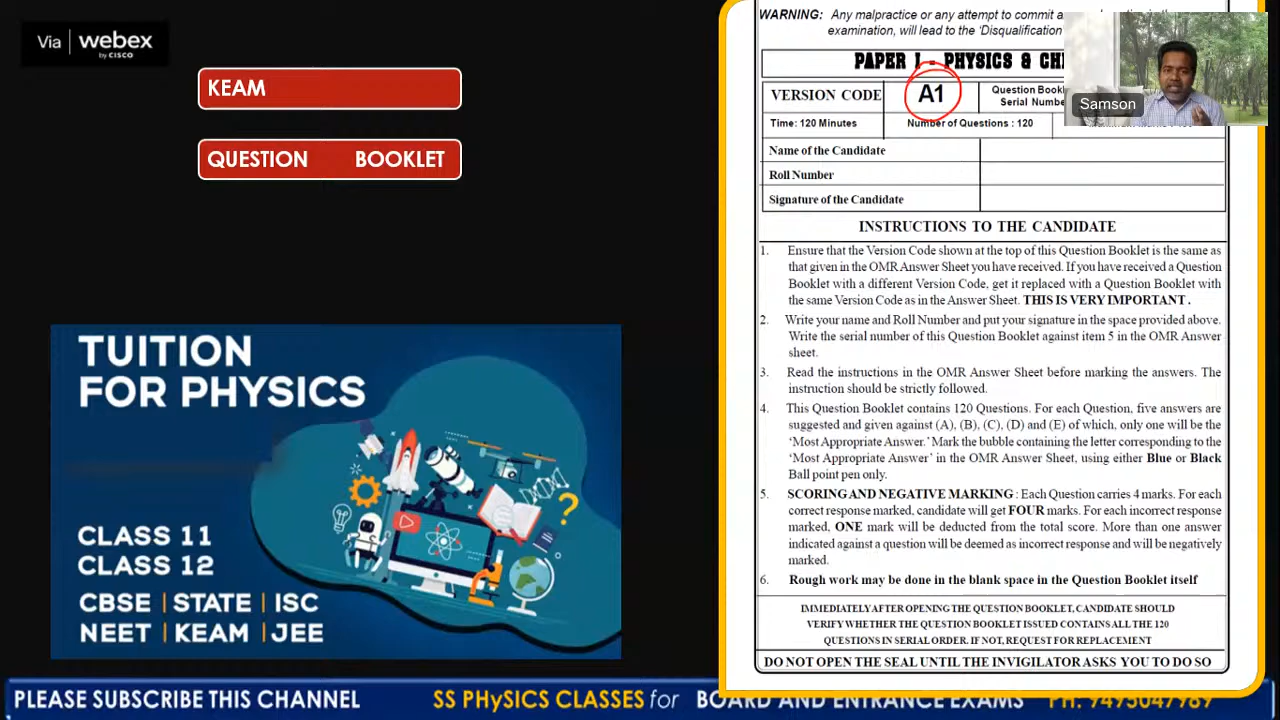 Via webex
by CISCO
KEAM
QUESTION BOOKLET
TUITION
FOR PHYSICS
CLASS 11
CLASS 12
CBSE | STATE | ISC
NEET | KEAM | JEE
WARNING: Any malpractice or any attempt to commit
examination, will lead to the ‘Disqualification’
PAPER I - PHYSICS &
VERSION CODE A1 Question
Serial
Time: 120 Minutes Number of Questions : 120
Samson
Name of the Candidate
Roll Number
Signature of the Candidate
INSTRUCTIONS TO THE CANDIDATE
1. Ensure that the Version Code shown at the top of this Question Booklet is the same as
that given in the OMR Answer Sheet you have received. If you have received a Question
Booklet with a different Version Code, get it replaced with a Question Booklet with
the same Version Code as in the Answer Sheet. THIS IS VERY IMPORTANT .
2. Write your name and Roll Number and put your signature in the space provided above.
Write the serial number of this Question Booklet against item 5 in the OMR Answer
sheet.
3. Read the instructions in the OMR Answer Sheet before marking the answers. The
instruction should be strictly followed.
4. This Question Booklet contains 120 Questions. For each Question, five answers are
suggested and given against (A), (B), (C), (D) and (E) of which, only one will be the
‘Most Appropriate Answer.’ Mark the bubble containing the letter corresponding to the
‘Most Appropriate Answer’ in the OMR Answer Sheet, using either Blue or Black
Ball point pen only.
5. SCORING AND NEGATIVE MARKING : Each Question carries 4 marks. For each
correct response marked, candidate will get FOUR marks. For each incorrect response
marked, ONE mark will be deducted from the total score. More than one answer
indicated against a question will be deemed as incorrect response and will be negatively
marked.
6. Rough work may be done in the blank space in the Question Booklet itself
IMMEDIATELY AFTER OPENING THE QUESTION BOOKLET, CANDIDATE SHOULD
VERIFY WHETHER THE QUESTION BOOKLET ISSUED CONTAINS ALL THE 120
QUESTIONS IN SERIAL ORDER. IF NOT, REQUEST FOR REPLACEMENT
DO NOT OPEN THE SEAL UNTIL THE INVIGILATOR ASKS YOU TO DO SO
PLEASE SUBSCRIBE THIS CHANNEL SS PHySICS CLASSES for BOARD AND ENTRANCE EXAMS PH: 9495047989